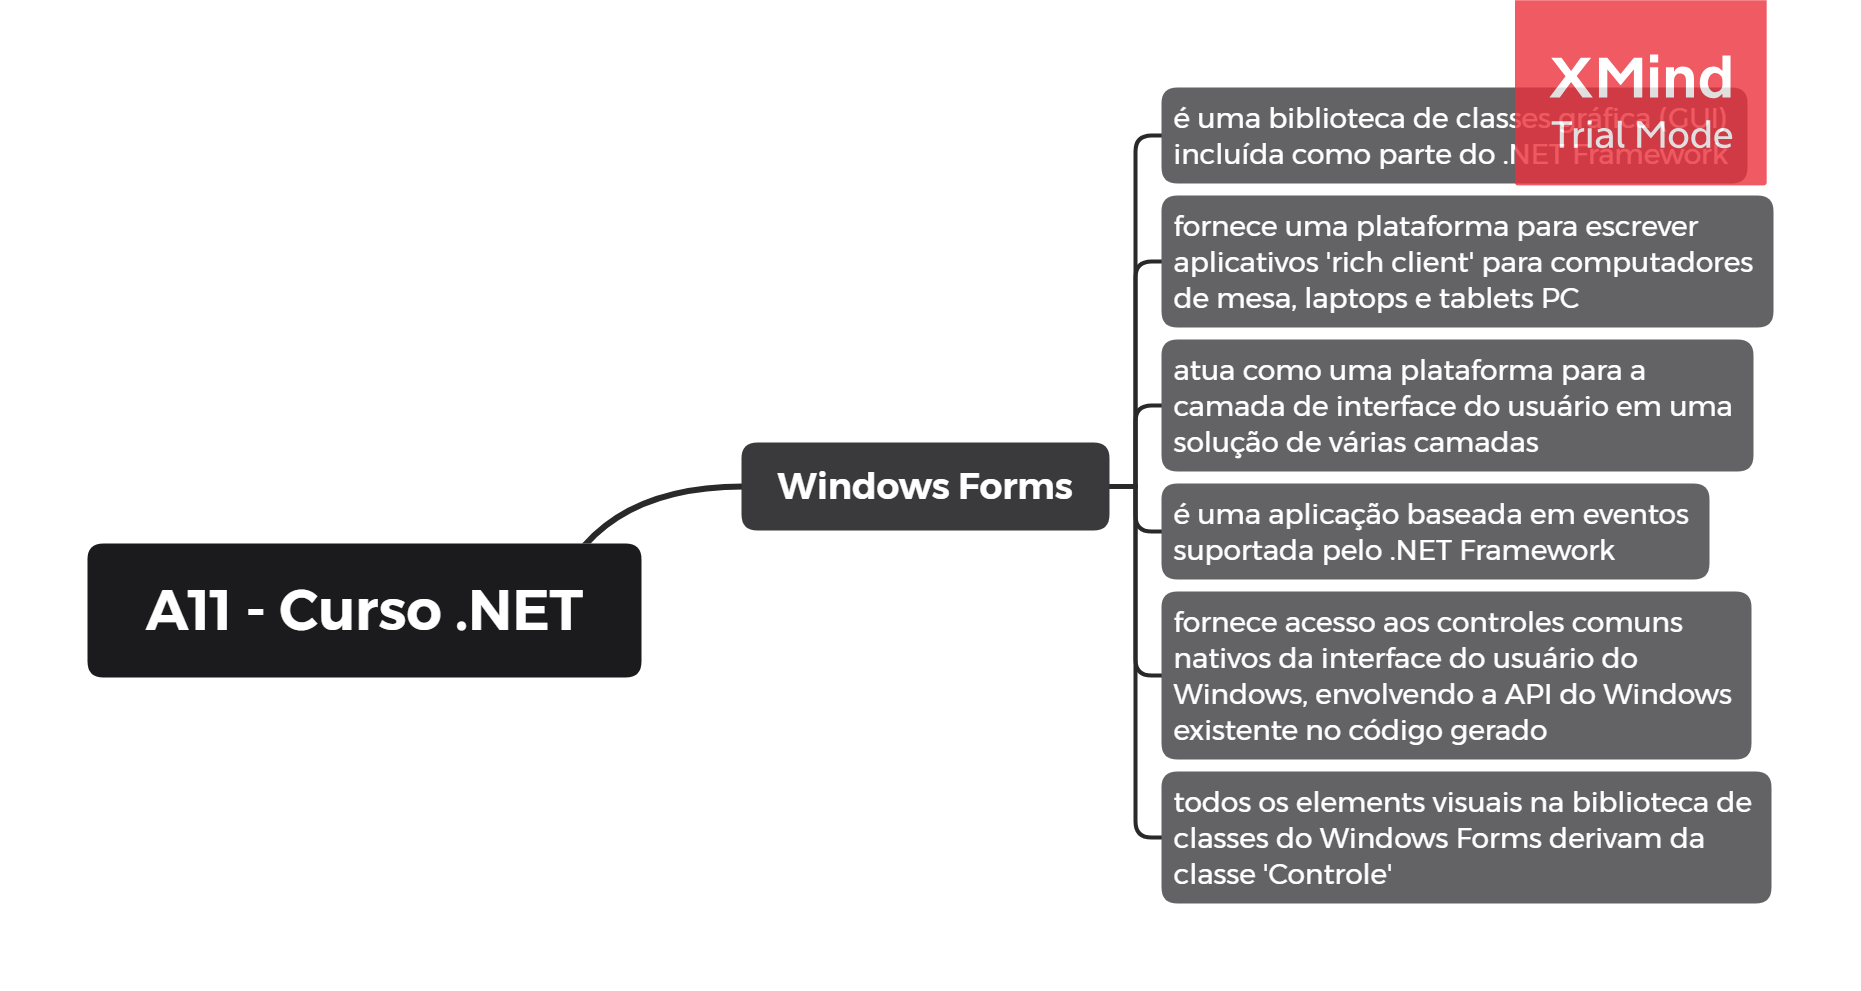 XMind
Trial Mode
é uma biblioteca de classes gráfica (GUI)
incluída como parte do .NET Framework
fornece uma plataforma para escrever
aplicativos 'rich client' para computadores
de mesa, laptops e tablets PC
atua como uma plataforma para a
camada de interface do usuário em uma
solução de várias camadas
Windows Forms
é uma aplicação baseada em eventos
suportada pelo .NET Framework
A11 - Curso .NET
fornece acesso aos controles comuns
nativos da interface do usuário do
Windows, envolvendo a API do Windows
existente no código gerado
todos os elements visuais na biblioteca de
classes do Windows Forms derivam da
classe 'Controle'